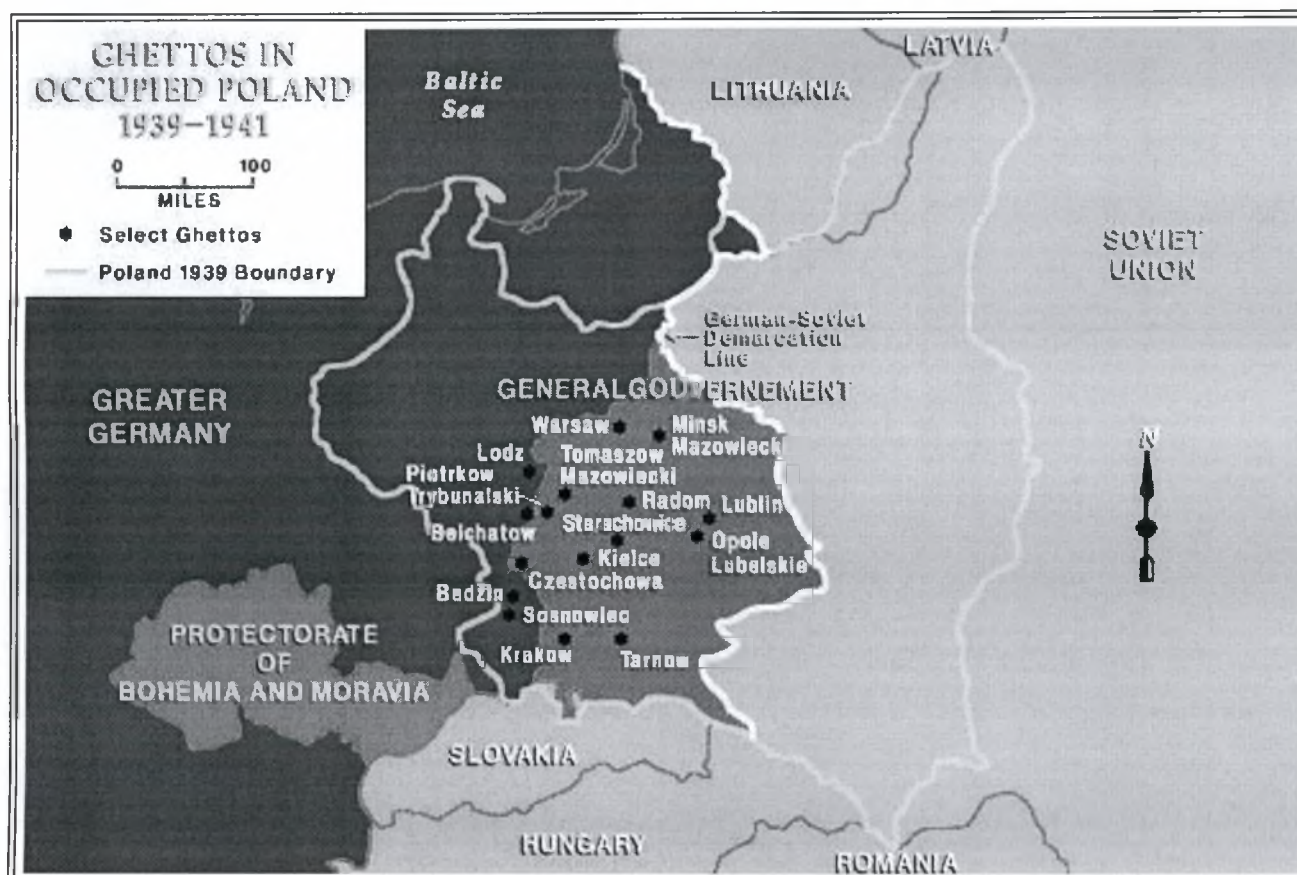 GHETTOS IN
OCCUPIED POLAND
1939–1941
0 100
MILES
Select Ghettos
Poland 1939 Boundary
Baltic
Sea
LATVIA
LITHUANIA
SOVIET
UNION
German-Soviet
Demarcation
Line
GREATER
GERMANY
GENERALGOUVERNEMENT
Warsaw
Minsk
Mazowiecki
Lodz
Tomaszow
Mazowiecki
Piotrkow
Trybunalski
Radom
Lublin
Belchatow
Starachowice
Opole
Lubelskie
Kielce
Czestochowa
Bedzin
Sosnowiec
Krakow
Tarnow
N
PROTECTORATE
OF
BOHEMIA AND MORAVIA
SLOVAKIA
HUNGARY
ROMANIA